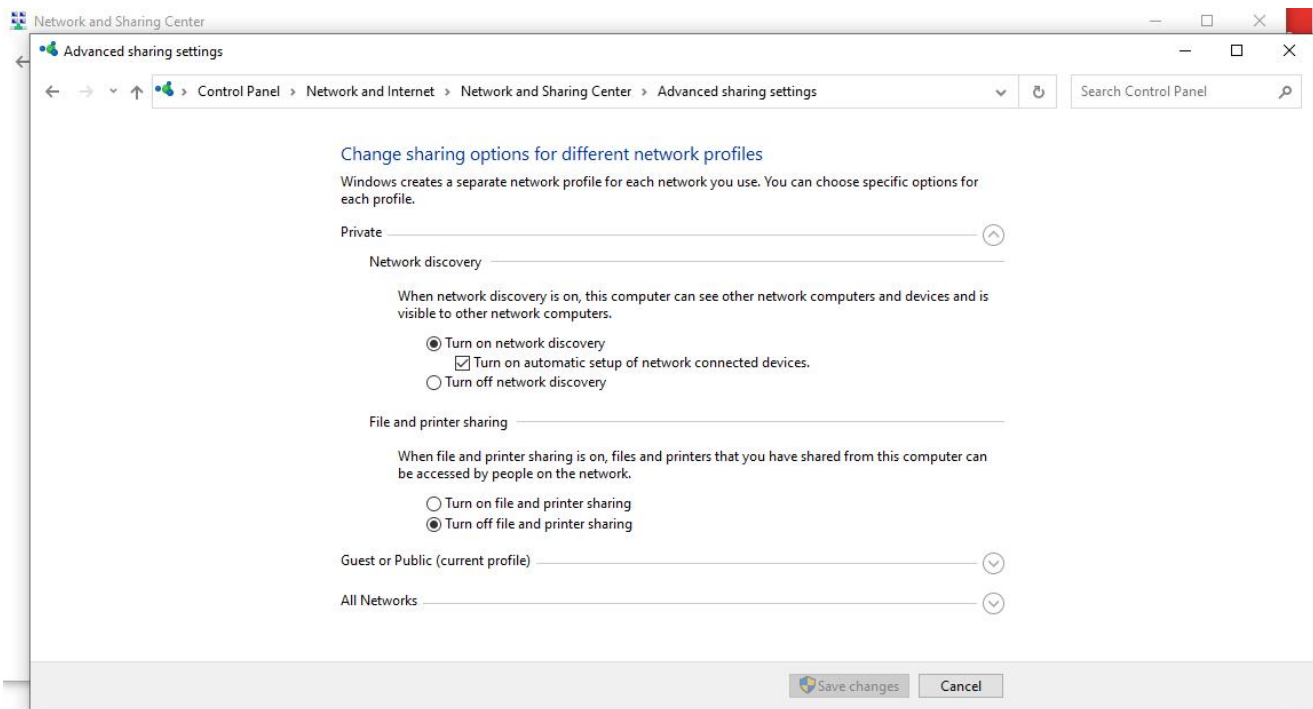 Network and Sharing Center
Advanced sharing settings
Control Panel > Network and Internet > Network and Sharing Center > Advanced sharing settings
Search Control Panel
Change sharing options for different network profiles
Windows creates a separate network profile for each network you use. You can choose specific options for
each profile.
Private
Network discovery
When network discovery is on, this computer can see other network computers and devices and is
visible to other network computers.
Turn on network discovery
Turn on automatic setup of network connected devices.
Turn off network discovery
File and printer sharing
When file and printer sharing is on, files and printers that you have shared from this computer can
be accessed by people on the network.
Turn on file and printer sharing
Turn off file and printer sharing
Guest or Public (current profile)
All Networks
Save changes
Cancel